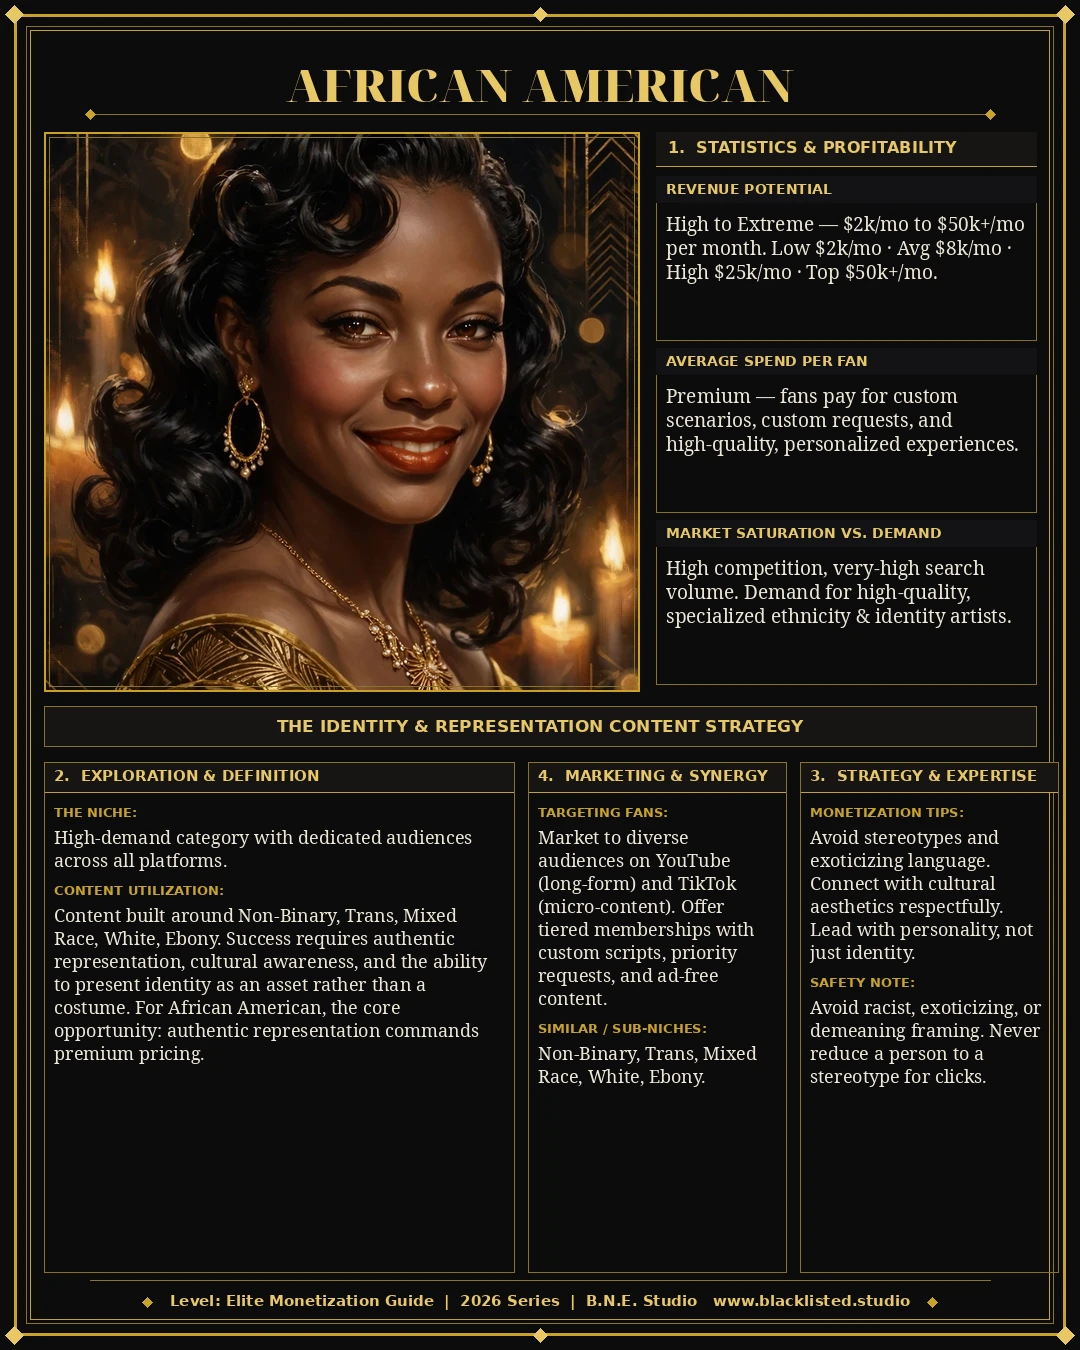 AFRICAN AMERICAN
1. STATISTICS & PROFITABILITY
REVENUE POTENTIAL
High to Extreme — $2k/mo to $50k+/mo
per month. Low $2k/mo · Avg $8k/mo ·
High $25k/mo · Top $50k+/mo.
AVERAGE SPEND PER FAN
Premium — fans pay for custom
scenarios, custom requests, and
high-quality, personalized experiences.
MARKET SATURATION VS. DEMAND
High competition, very-high search
volume. Demand for high-quality,
specialized ethnicity & identity artists.
THE IDENTITY & REPRESENTATION CONTENT STRATEGY
2. EXPLORATION & DEFINITION
THE NICHE:
High-demand category with dedicated audiences
across all platforms.
CONTENT UTILIZATION:
Content built around Non-Binary, Trans, Mixed
Race, White, Ebony. Success requires authentic
representation, cultural awareness, and the ability
to present identity as an asset rather than a
costume. For African American, the core
opportunity: authentic representation commands
premium pricing.
4. MARKETING & SYNERGY
TARGETING FANS:
Market to diverse
audiences on YouTube
(long-form) and TikTok
(micro-content). Offer
tiered memberships with
custom scripts, priority
requests, and ad-free
content.
SIMILAR / SUB-NICHES:
Non-Binary, Trans, Mixed
Race, White, Ebony.
3. STRATEGY & EXPERTISE
MONETIZATION TIPS:
Avoid stereotypes and
exoticizing language.
Connect with cultural
aesthetics respectfully.
Lead with personality, not
just identity.
SAFETY NOTE:
Avoid racist, exoticizing, or
demeaning framing. Never
reduce a person to a
stereotype for clicks.
Level: Elite Monetization Guide | 2026 Series | B.N.E. Studio www.blacklisted.studio